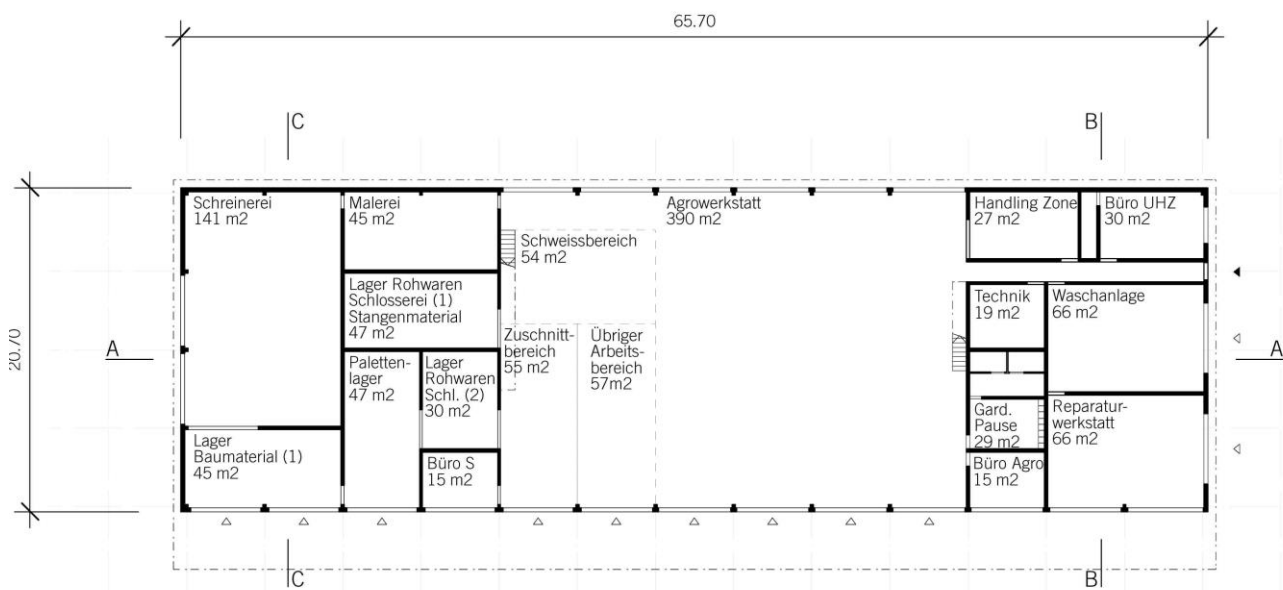 65.70
C
B
20.70
A
A
Schreinerei
141 m2
Malerei
45 m2
Agrowerkstatt
390 m2
Handling Zone
27 m2
Büro UHZ
30 m2
Schweissbereich
54 m2
Lager Rohwaren
Schlosserei (1)
Stangenmaterial
47 m2
Technik
19 m2
Waschanlage
66 m2
Zuschnitt-
bereich
55 m2
Übriger
Arbeits-
bereich
57m2
Paletten-
lager
47 m2
Lager
Rohwaren
Schl. (2)
30 m2
Gard.
Pause
29 m2
Reparatur-
werkstatt
66 m2
Lager
Baumaterial (1)
45 m2
Büro S
15 m2
Büro Agro
15 m2
C
B